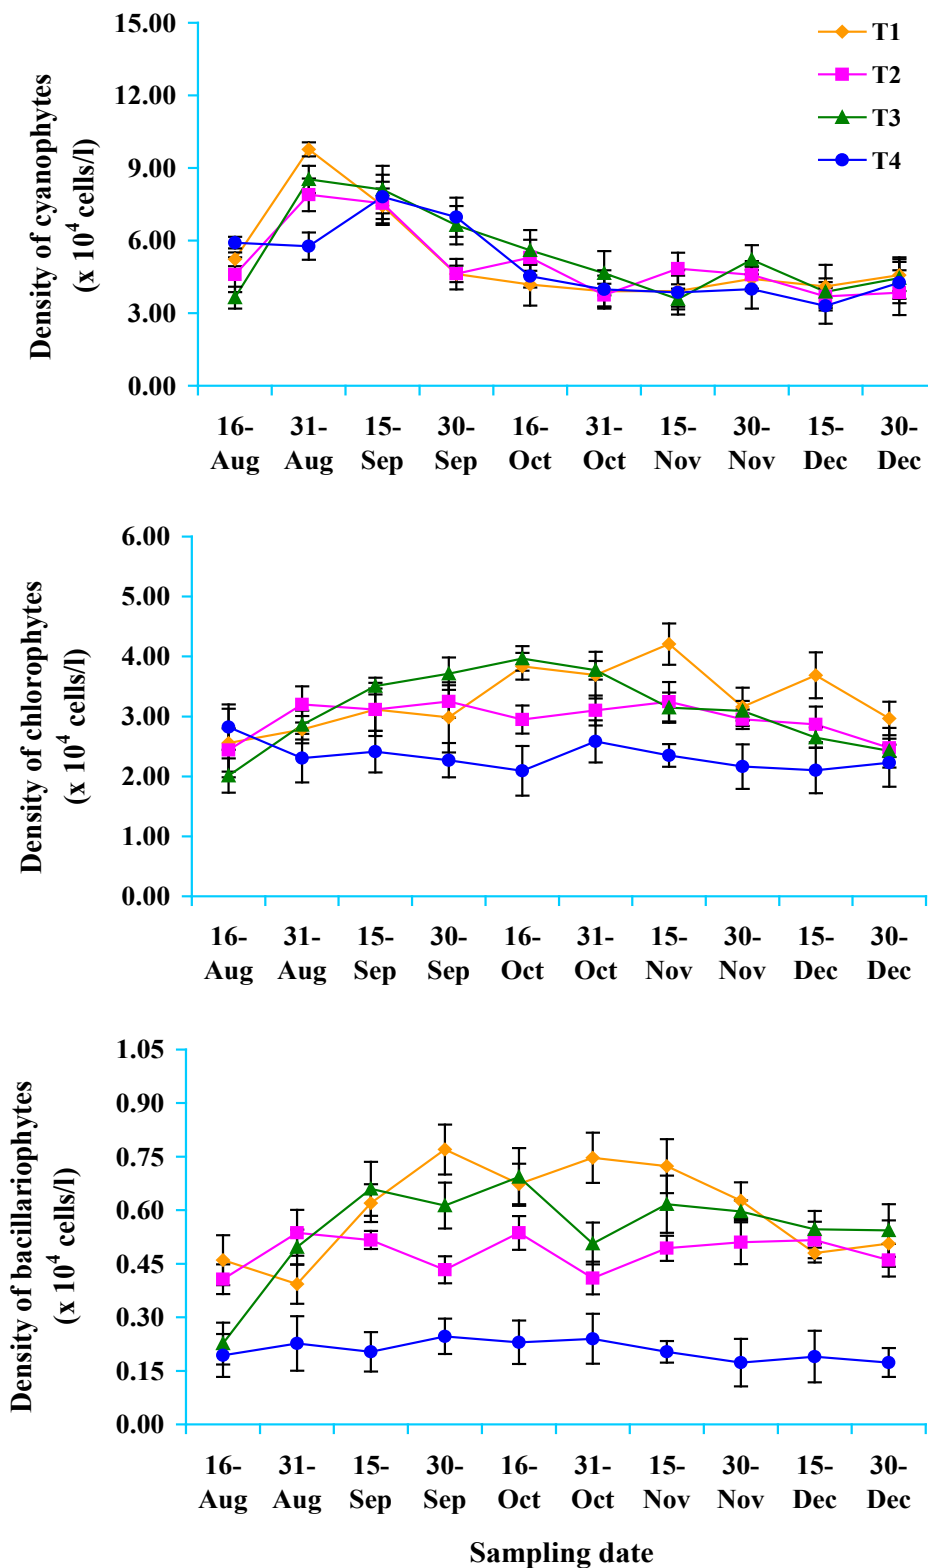 Density of cyanophytes
(x 10⁴ cells/l)
15.00
12.00
9.00
6.00
3.00
0.00
T1
T2
T3
T4
16- 31- 15- 30- 16- 31- 15- 30- 15- 30-
Aug Aug Sep Sep Oct Oct Nov Nov Dec Dec
Density of chlorophytes
(x 10⁴ cells/l)
6.00
5.00
4.00
3.00
2.00
1.00
0.00
16- 31- 15- 30- 16- 31- 15- 30- 15- 30-
Aug Aug Sep Sep Oct Oct Nov Nov Dec Dec
Density of bacillariophytes
(x 10⁴ cells/l)
1.05
0.90
0.75
0.60
0.45
0.30
0.15
0.00
16- 31- 15- 30- 16- 31- 15- 30- 15- 30-
Aug Aug Sep Sep Oct Oct Nov Nov Dec Dec
Sampling date